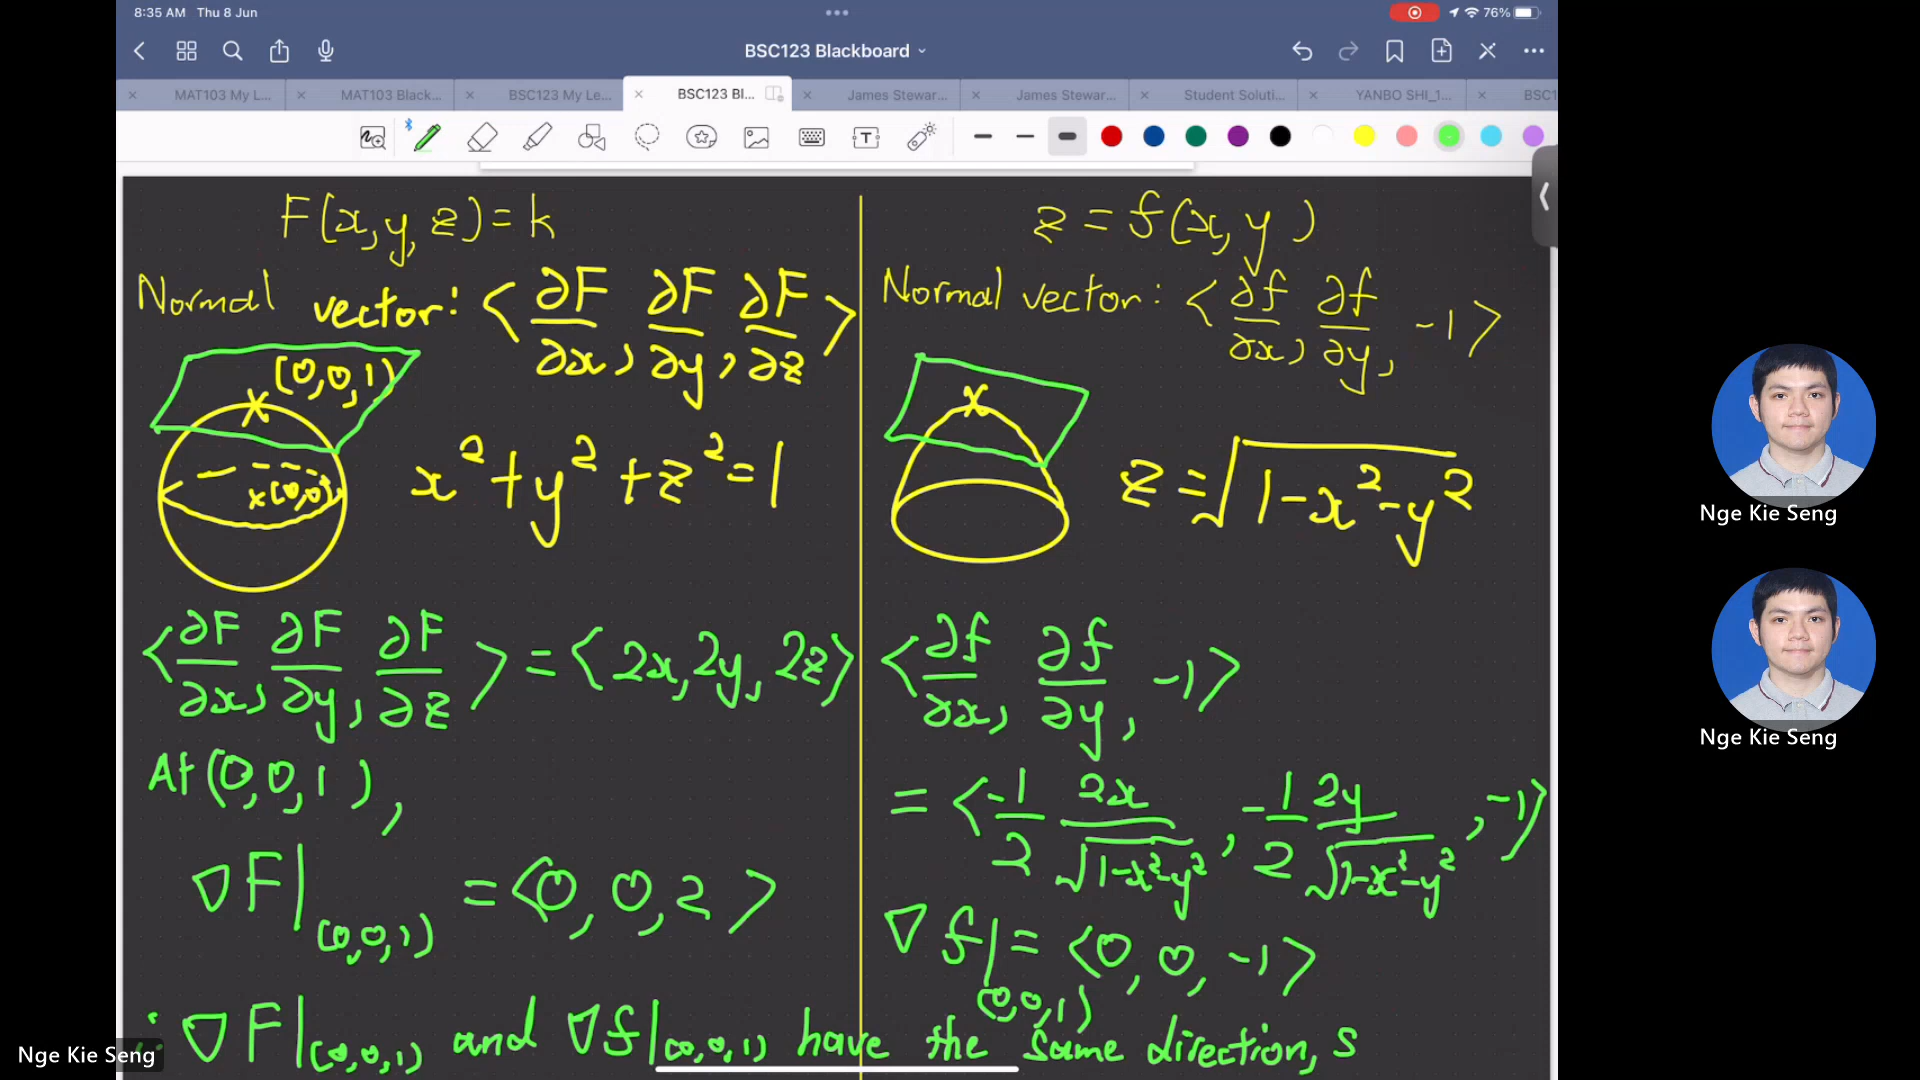 8:35 AM Thu 8 Jun
76%
BSC123 Blackboard
MAT103 My L...
MAT103 Black...
BSC123 My Le...
BSC123 Bl...
James Stewar...
James Stewar...
Student Soluti...
YANBO SHI_1...
BSC1
F(x,y,z)=k
Normal vector: <∂F/∂x, ∂F/∂y, ∂F/∂z>
(0,0,1)
x(0,0)
x²+y²+z²=1
<∂F/∂x, ∂F/∂y, ∂F/∂z> = <2x,2y,2z>
At (0,0,1),
∇F|(0,0,1) = <0,0,2>
z = f(x,y)
Normal vector: <∂f/∂x, ∂f/∂y, -1>
x
z=√(1-x²-y²)
<∂f/∂x, ∂f/∂y, -1>
= <-1/2 2x/√(1-x²-y²), -1/2 2y/√(1-x²-y²), -1>
∇f|(0,0,1) = <0,0,-1>
∵ ∇F|(0,0,1) and ∇f|(0,0,1) have the same direction, s
Nge Kie Seng
Nge Kie Seng
Nge Kie Seng